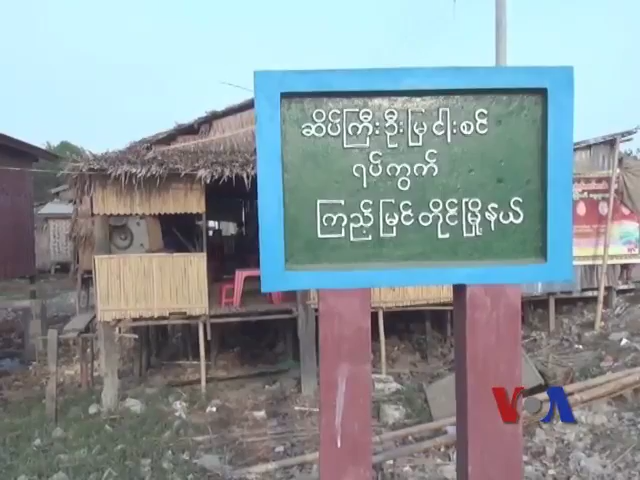 ဆိပ်ကြီးဦးမြငါးစင်
ရပ်ကွက်
ကြည့်မြင်တိုင်မြို့နယ်
VOA